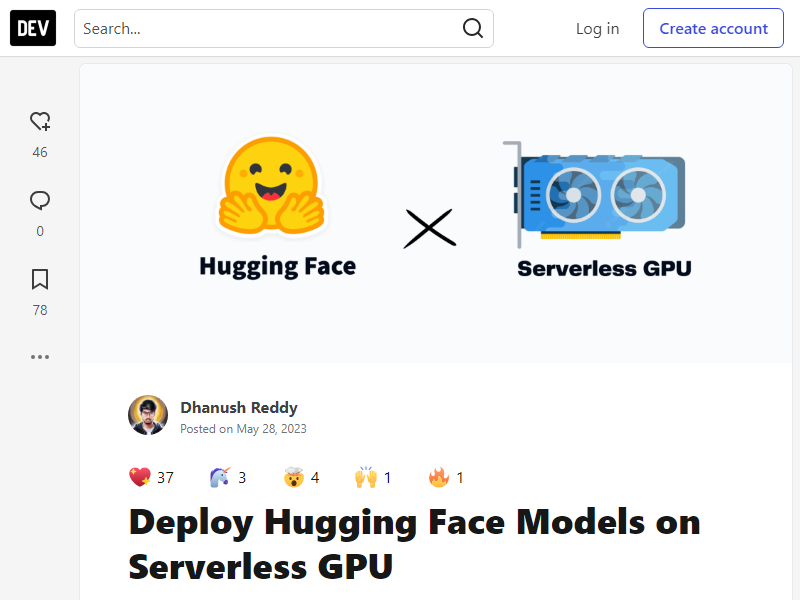 DEV
Search...
Log in
Create account
46
0
78
Hugging Face
Serverless GPU
Dhanush Reddy
Posted on May 28, 2023
37
3
4
1
1
Deploy Hugging Face Models on
Serverless GPU